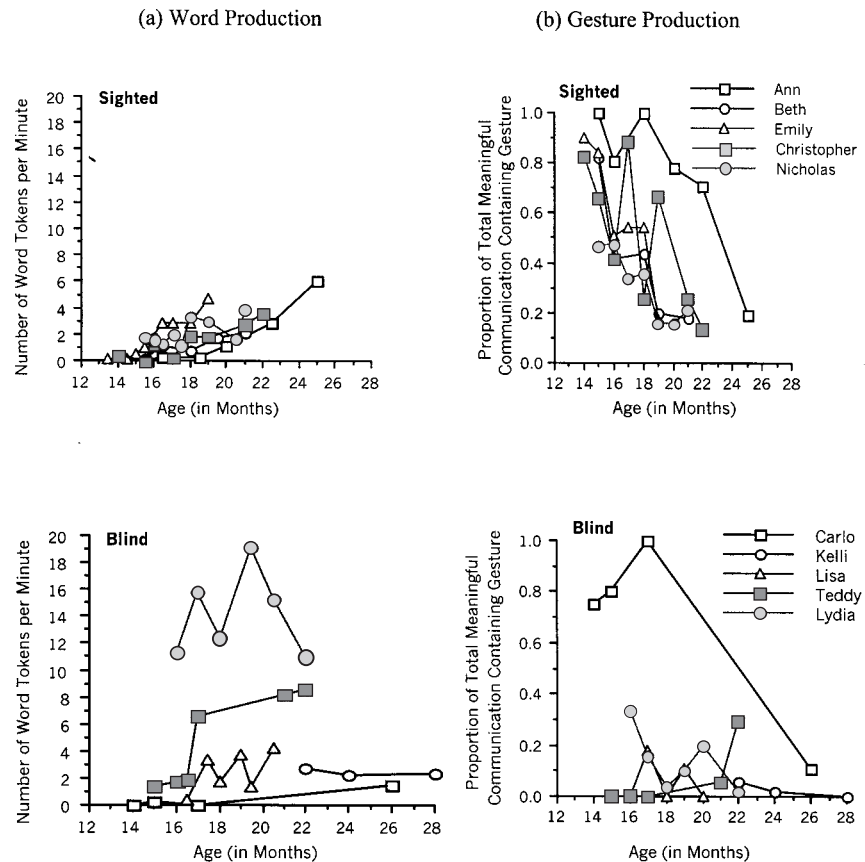 (a) Word Production
(b) Gesture Production
Sighted
Number of Word Tokens per Minute
20
18
16
14
12
10
8
6
4
2
0
12 14 16 18 20 22 24 26 28
Age (in Months)
Sighted
Ann
Beth
Emily
Christopher
Nicholas
Proportion of Total Meaningful
Communication Containing Gesture
1.0
0.8
0.6
0.4
0.2
0.0
12 14 16 18 20 22 24 26 28
Age (in Months)
Blind
Number of Word Tokens per Minute
20
18
16
14
12
10
8
6
4
2
0
12 14 16 18 20 22 24 26 28
Age (in Months)
Blind
Carlo
Kelli
Lisa
Teddy
Lydia
Proportion of Total Meaningful
Communication Containing Gesture
1.0
0.8
0.6
0.4
0.2
0.0
12 14 16 18 20 22 24 26 28
Age (in Months)